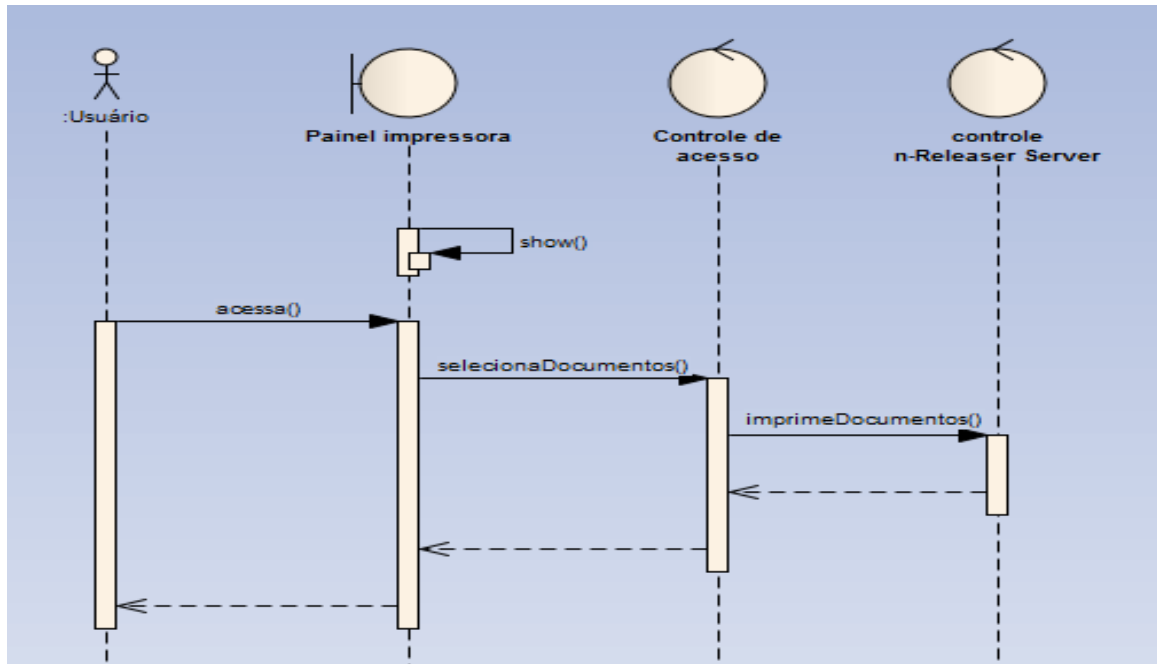 :Usuário
Painel impressora
Controle de
acesso
controle
n-Releaser Server
show()
acessa()
selecionaDocumentos()
imprimeDocumentos()